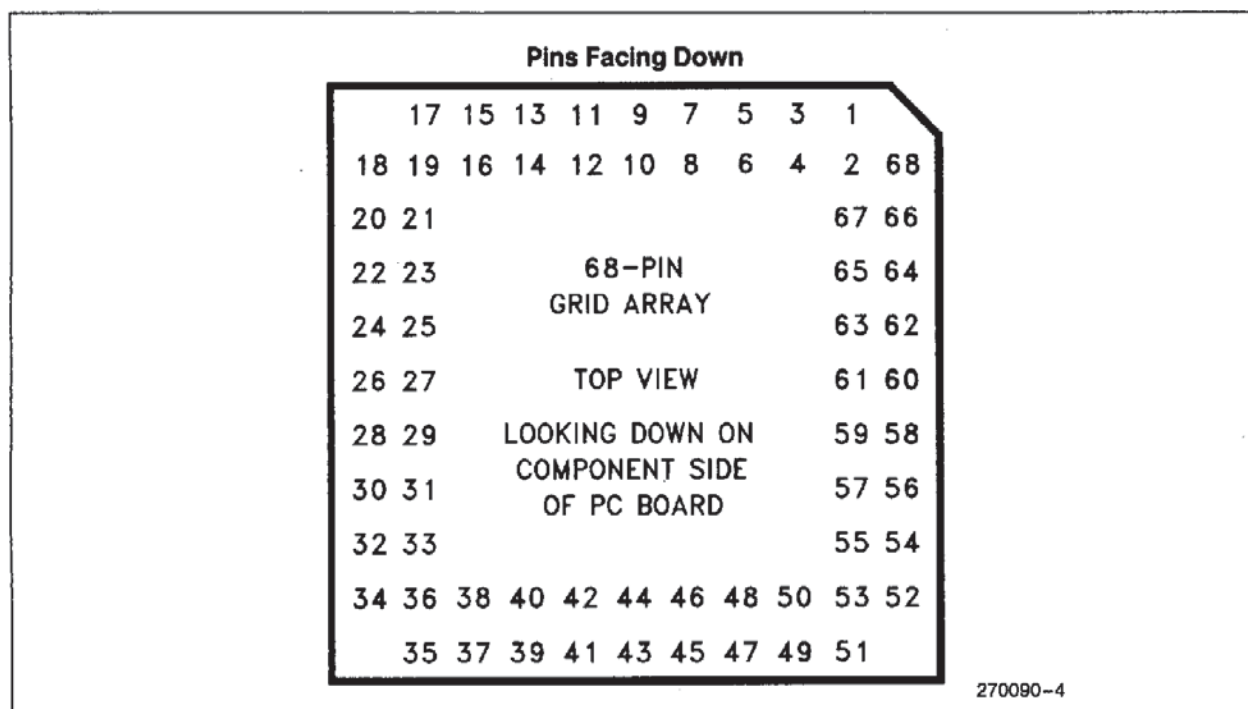 Pins Facing Down
17 15 13 11 9 7 5 3 1
18 19 16 14 12 10 8 6 4 2 68
20 21 67 66
22 23 68-PIN 65 64
GRID ARRAY
24 25 63 62
26 27 TOP VIEW 61 60
28 29 LOOKING DOWN ON 59 58
COMPONENT SIDE
30 31 57 56
OF PC BOARD
32 33 55 54
34 36 38 40 42 44 46 48 50 53 52
35 37 39 41 43 45 47 49 51
270090-4